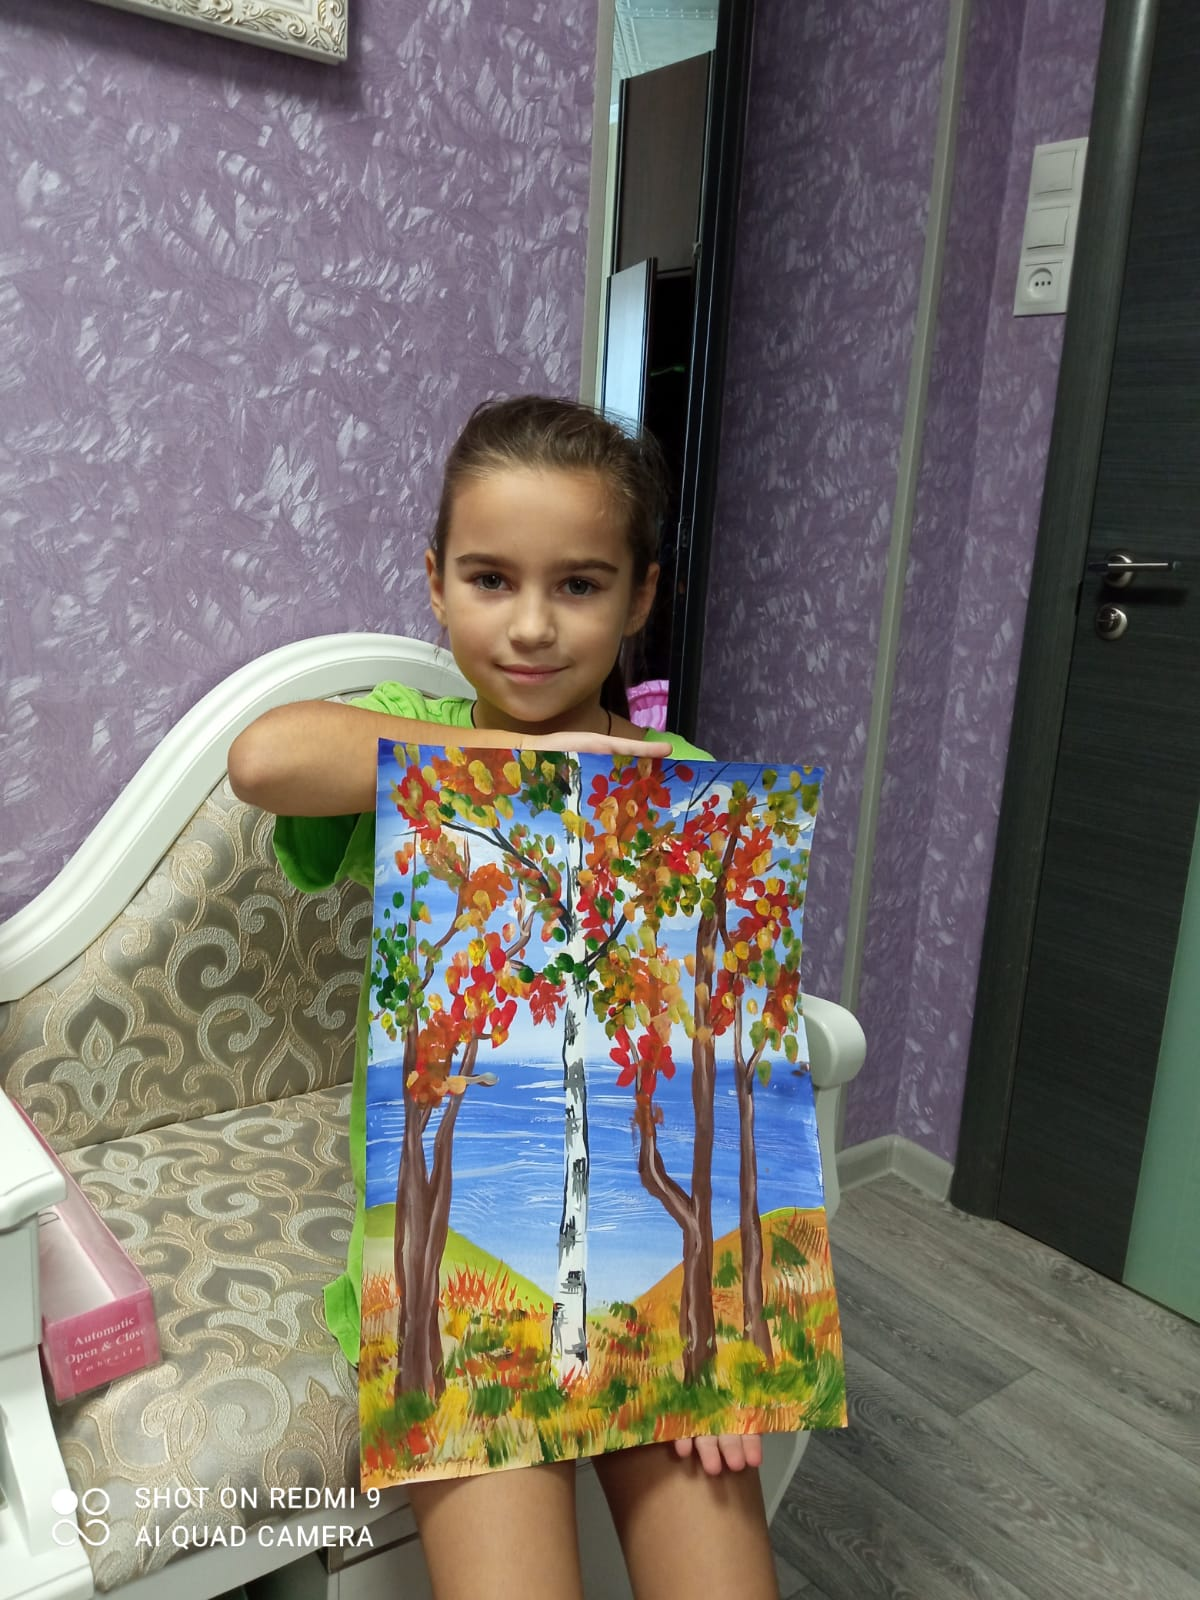 Automatic
Open & Close
Umbrella
SHOT ON REDMI 9
AI QUAD CAMERA